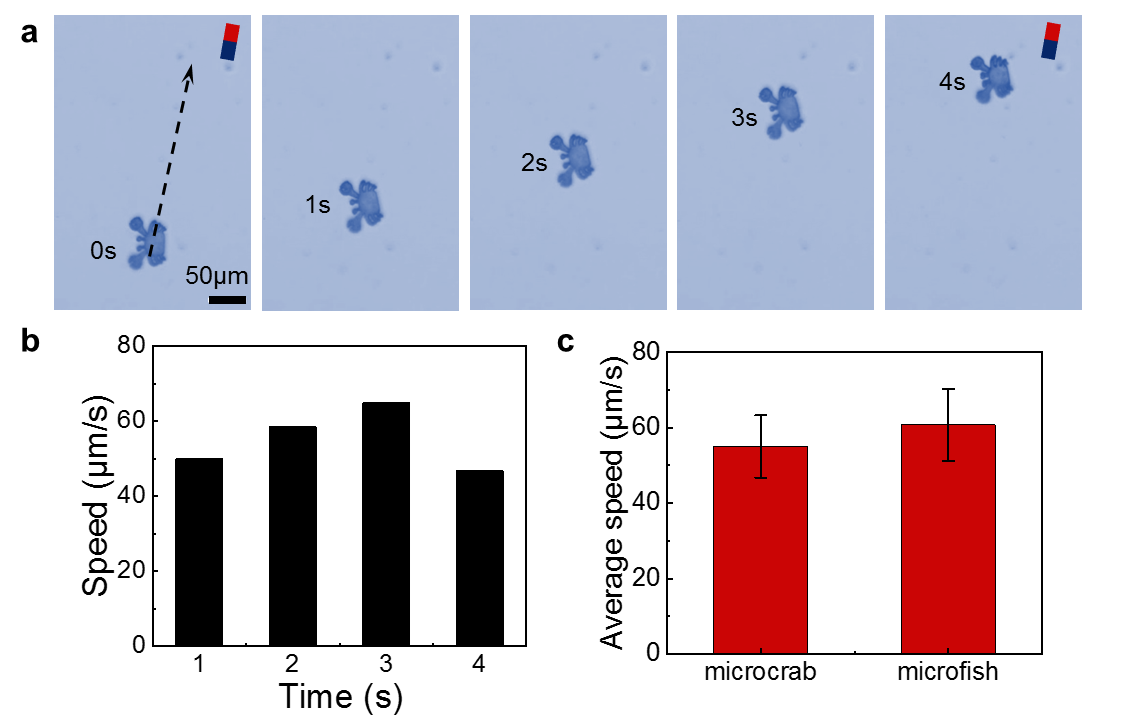 a
0s
50μm
1s
2s
3s
4s
b
Speed (μm/s)
80
60
40
20
0
1 2 3 4
Time (s)
c
Average speed (μm/s)
80
60
40
20
0
microcrab microfish